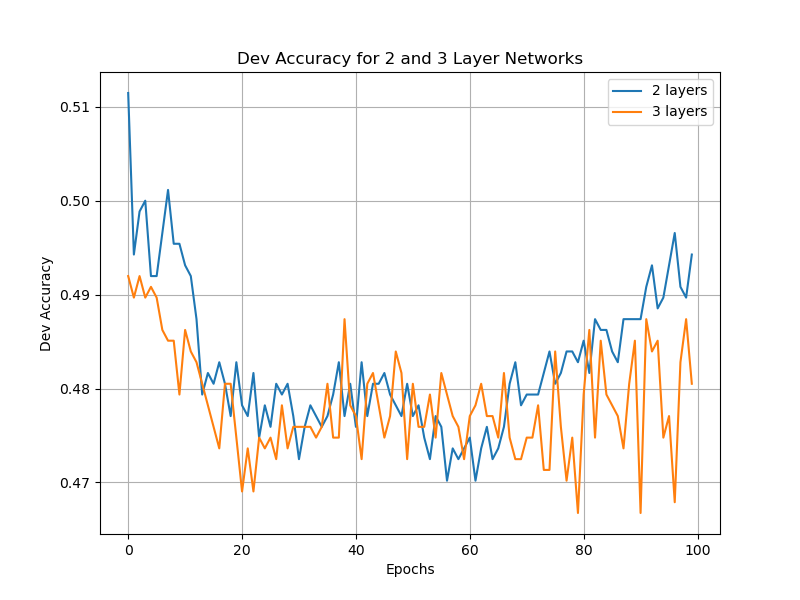 Dev Accuracy for 2 and 3 Layer Networks
2 layers
3 layers
0.51
0.50
0.49
0.48
0.47
Dev Accuracy
0 20 40 60 80 100
Epochs